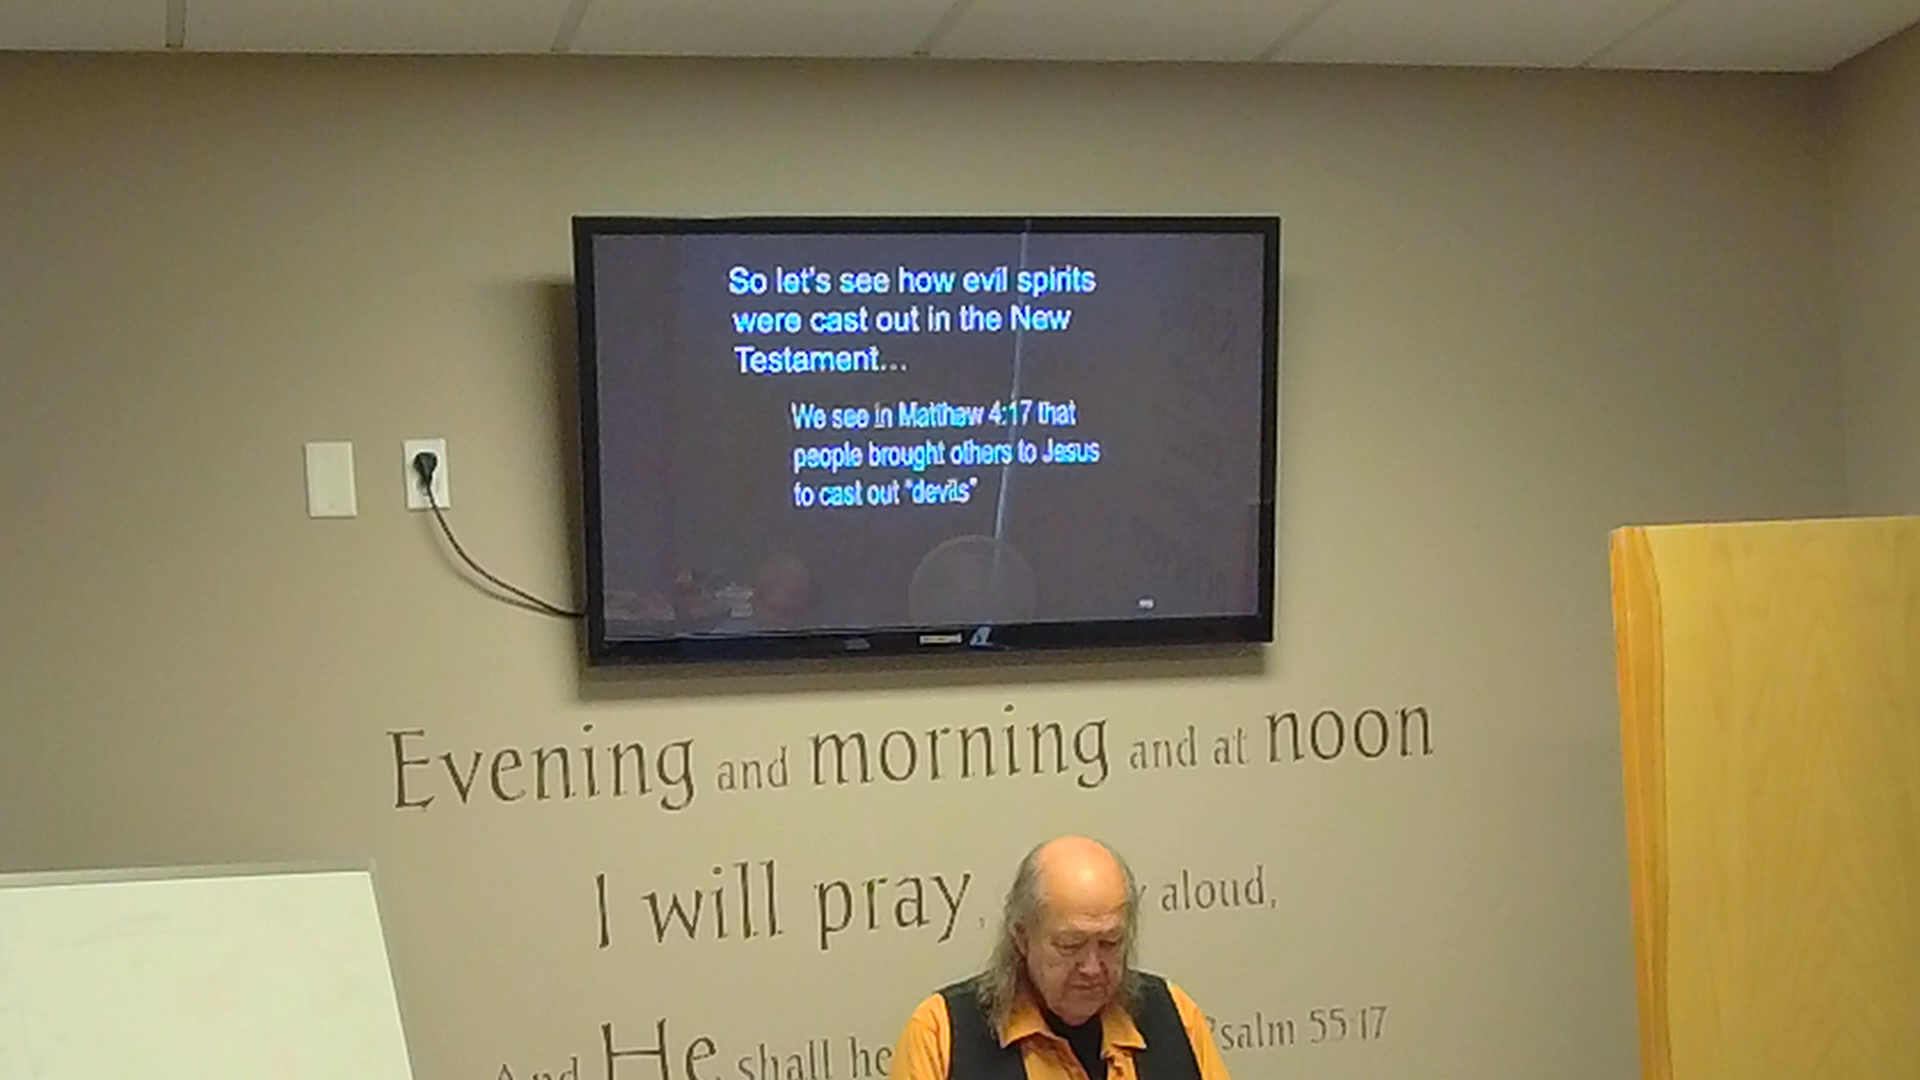 So let's see how evil spirits
were cast out in the New
Testament...
We see in Matthew 4:17 that
people brought others to Jesus
to cast out "devils"
Evening and morning and at noon
I will pray, aloud,
And He shall Psalm 55:17